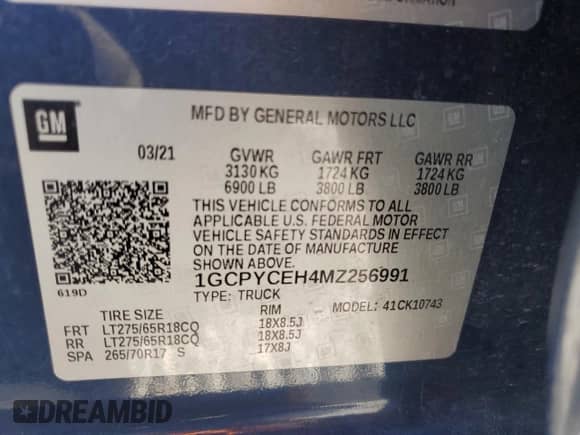 GM
MFD BY GENERAL MOTORS LLC
03/21 GVWR GAWR FRT GAWR RR
3130 KG 1724 KG 1724 KG
6900 LB 3800 LB 3800 LB
THIS VEHICLE CONFORMS TO ALL
APPLICABLE U.S. FEDERAL MOTOR
VEHICLE SAFETY STANDARDS IN EFFECT
ON THE DATE OF MANUFACTURE
SHOWN ABOVE.
619D
1GCPYCEH4MZ256991
TYPE: TRUCK
TIRE SIZE RIM 41CK10743
FRT LT275/65R18CQ 18X8.5J
RR LT275/65R18CQ 18X8.5J
SPA 265/70R17 S 17X8J
DREAMBID